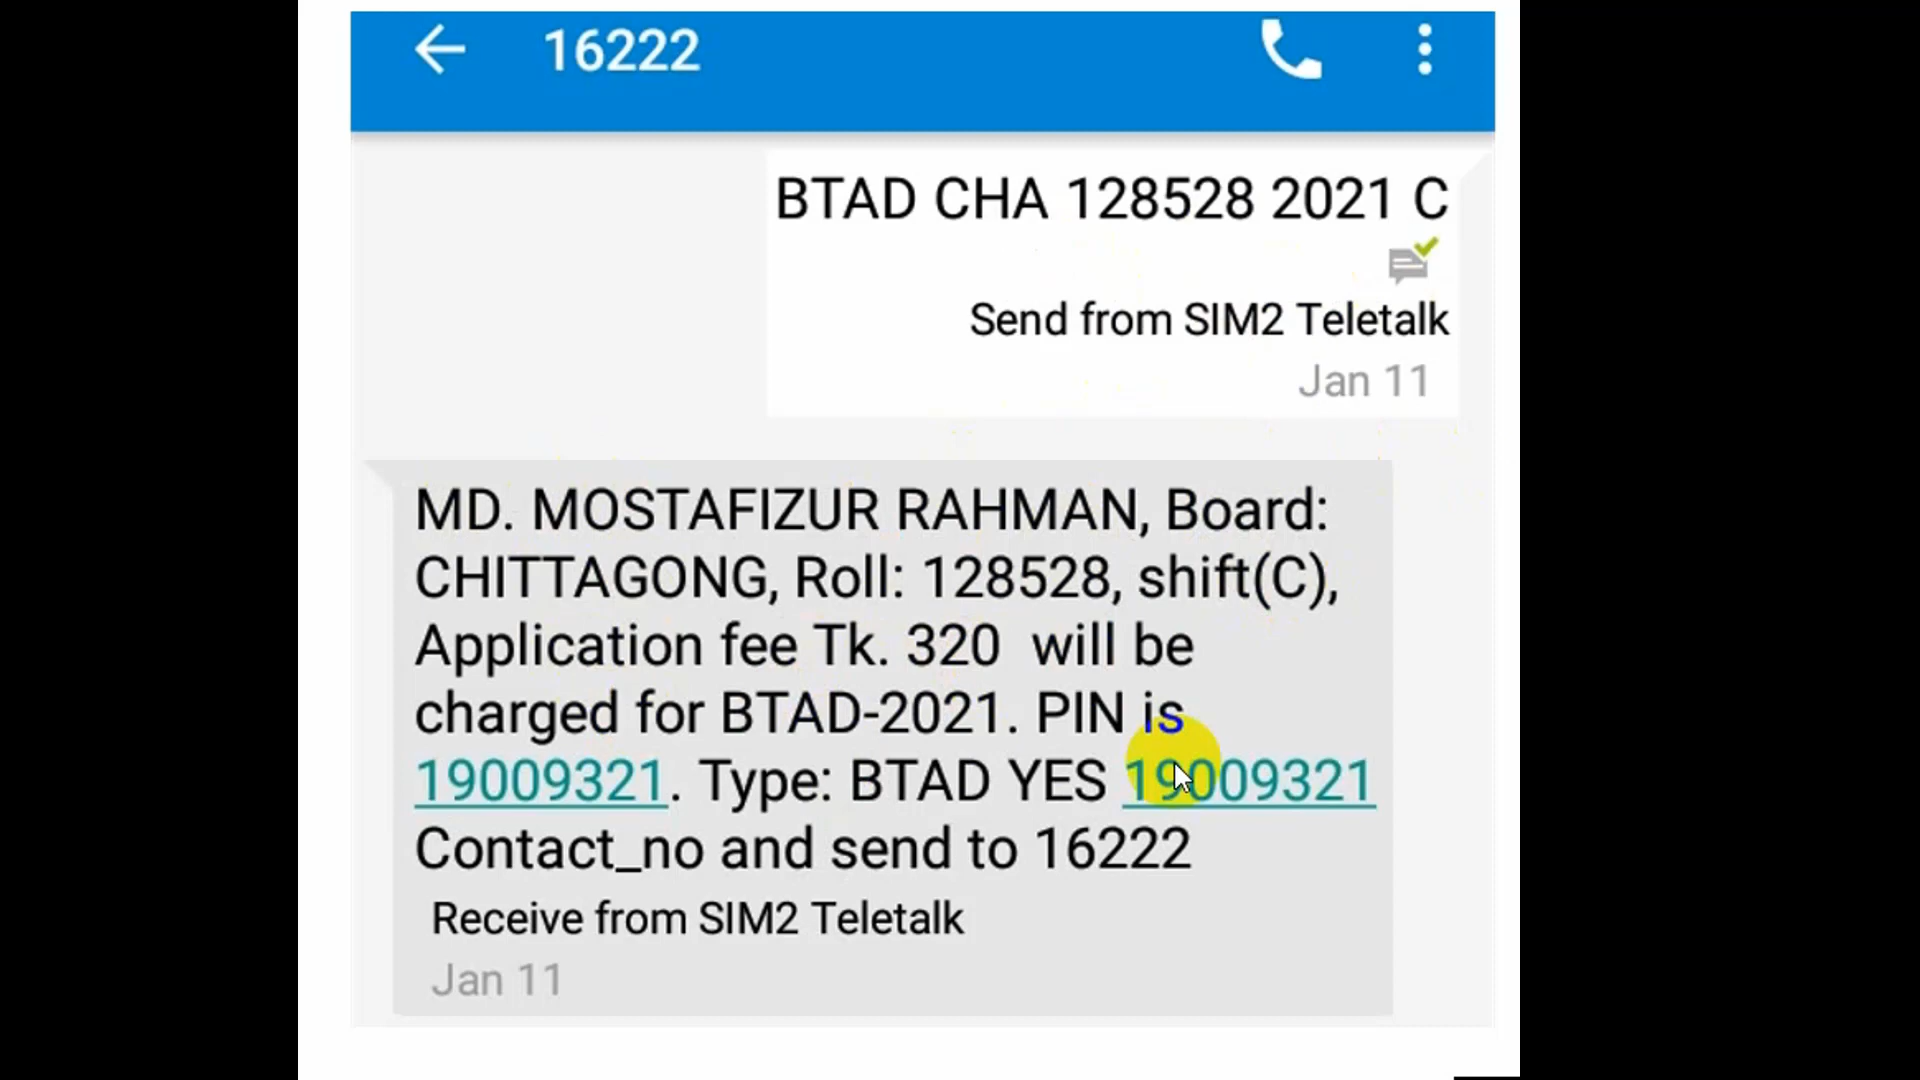 16222
BTAD CHA 128528 2021 C
Send from SIM2 Teletalk
Jan 11
MD. MOSTAFIZUR RAHMAN, Board:
CHITTAGONG, Roll: 128528, shift(C),
Application fee Tk. 320 will be
charged for BTAD-2021. PIN is
19009321. Type: BTAD YES 19009321
Contact_no and send to 16222
Receive from SIM2 Teletalk
Jan 11